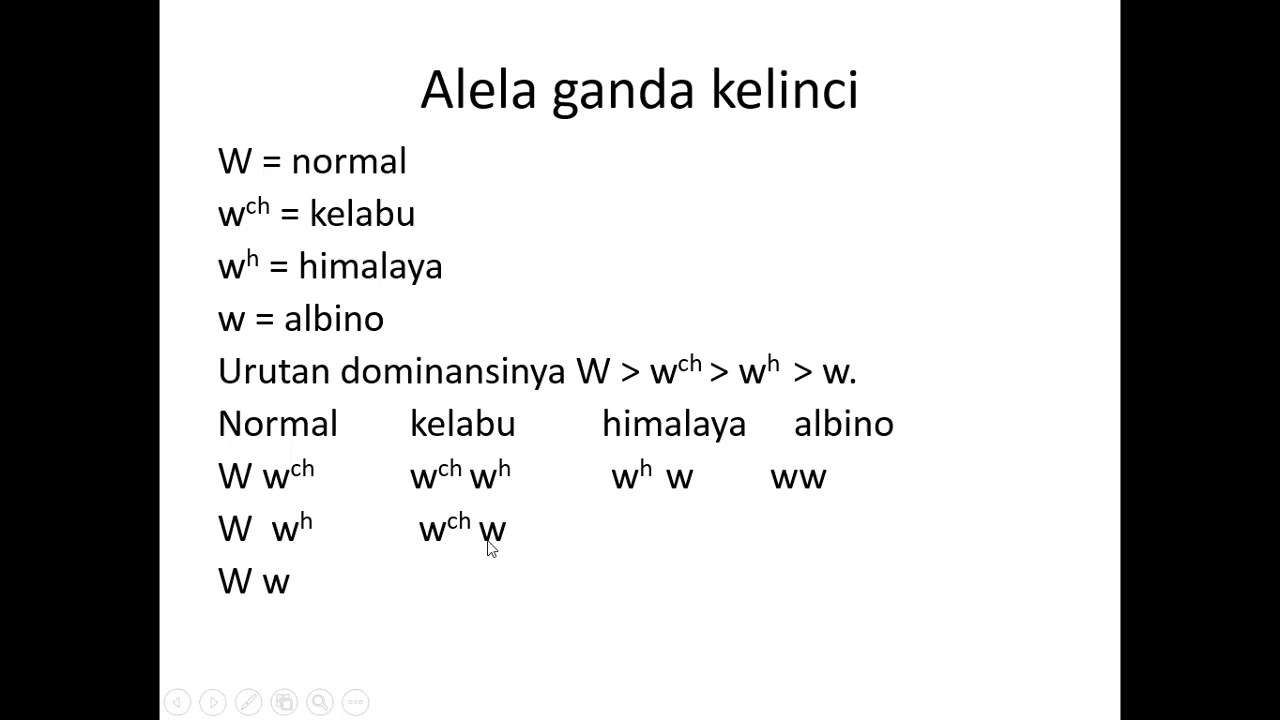 Alela ganda kelinci
W = normal
wᶜʰ = kelabu
wʰ = himalaya
w = albino
Urutan dominansinya W > wᶜʰ > wʰ > w.
Normal kelabu himalaya albino
W wᶜʰ wᶜʰ wʰ wʰ w ww
W wʰ wᶜʰ w
W w